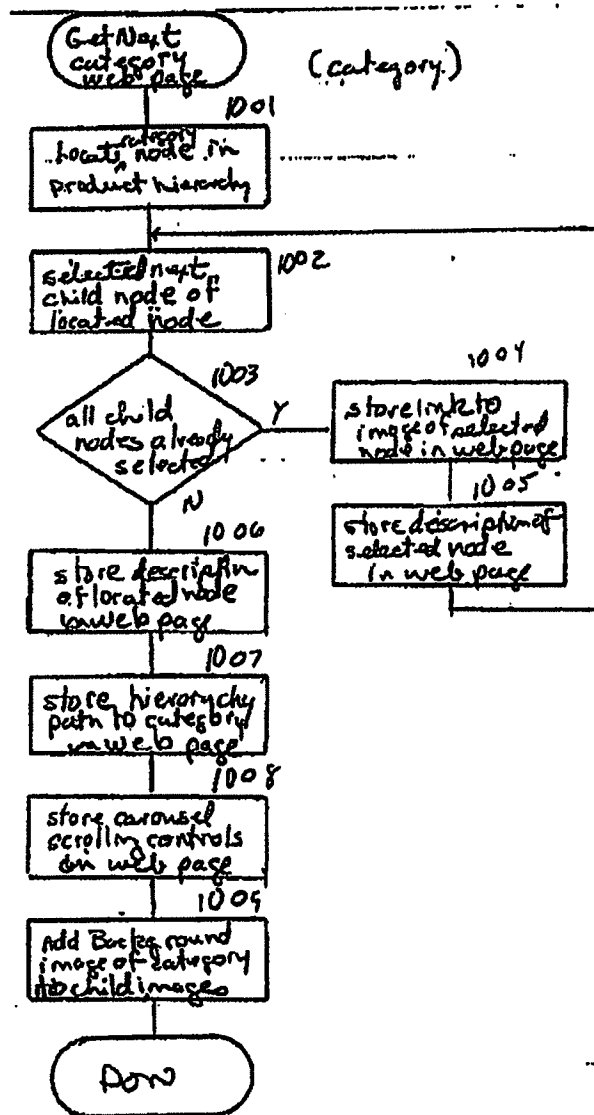 GetNext
category
web page
(category.)
1001
category
Locate node in
product hierarchy
1002
selected next
child node of
located node
1003
all child
nodes already
selected
Y
N
1004
store link to
image of selected
node in web page
1005
store description of
selected node
in web page
1006
store description
of located node
in web page
1007
store hierarchy
path to category
in web page
1008
store carousel
scrolling controls
on web page
1009
Add Background
image of category
to child images
Don